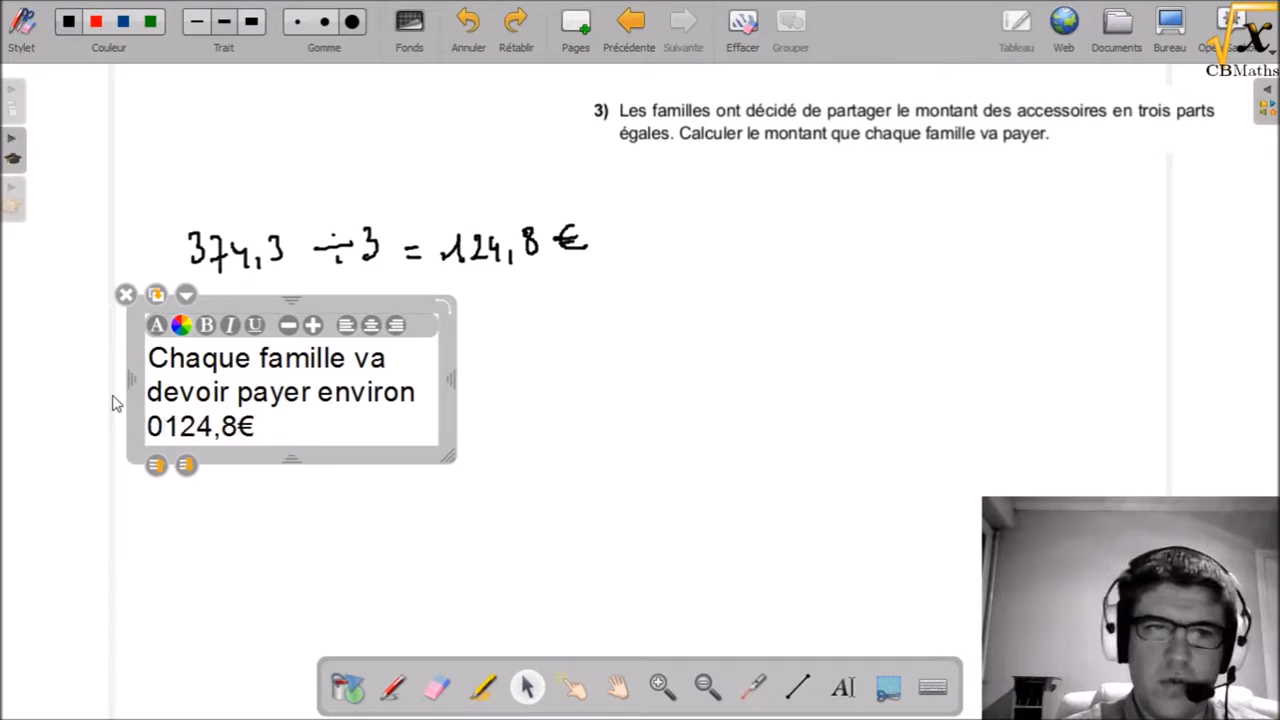 Stylet
Couleur
Trait
Gomme
Fonds
Annuler
Rétablir
Pages
Précédente
Suivante
Effacer
Grouper
Tableau
Web
Documents
Bureau
x
CBMaths
3) Les familles ont décidé de partager le montant des accessoires en trois parts
égales. Calculer le montant que chaque famille va payer.
374,3 ÷ 3 = 124,8 €
A B I U
Chaque famille va
devoir payer environ
0124,8€
AI